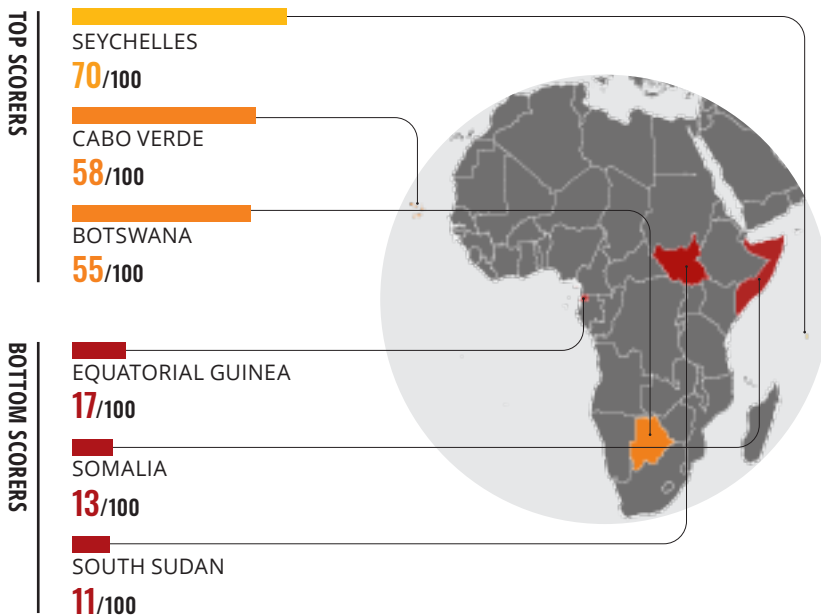 TOP SCORERS
SEYCHELLES
70/100
CABO VERDE
58/100
BOTSWANA
55/100
BOTTOM SCORERS
EQUATORIAL GUINEA
17/100
SOMALIA
13/100
SOUTH SUDAN
11/100